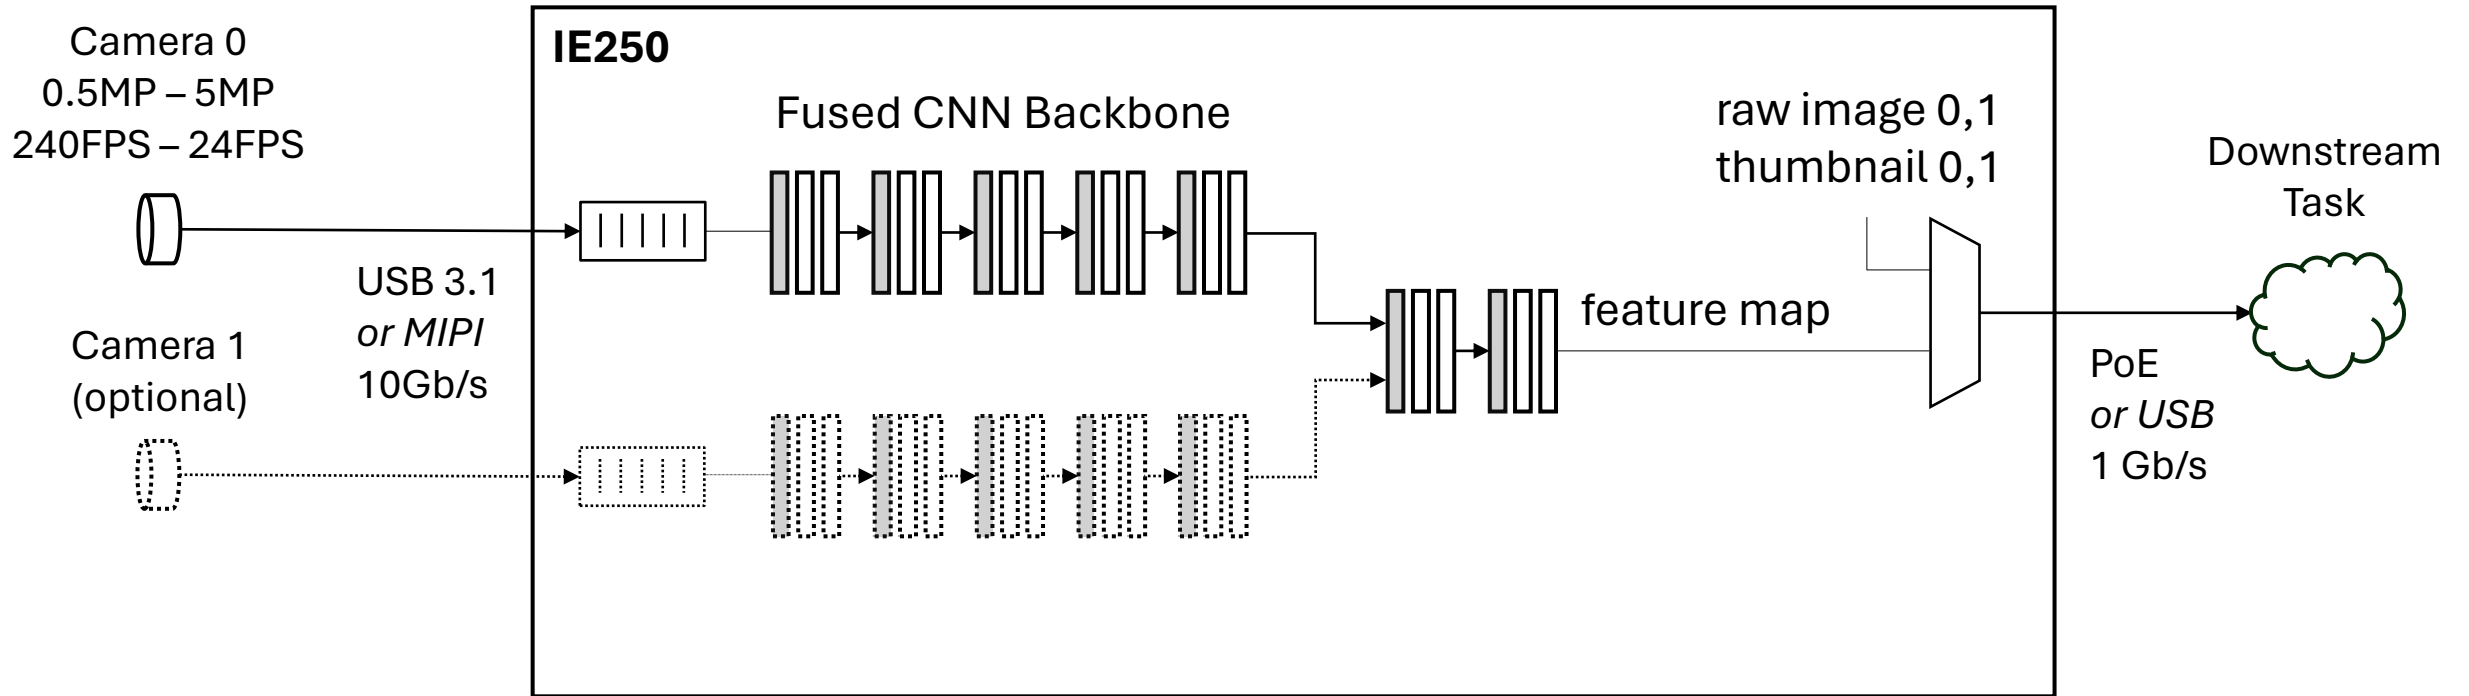 Camera 0
0.5MP – 5MP
240FPS – 24FPS
IE250
Fused CNN Backbone
raw image 0,1
thumbnail 0,1
Downstream
Task
USB 3.1
or MIPI
10Gb/s
Camera 1
(optional)
feature map
PoE
or USB
1 Gb/s